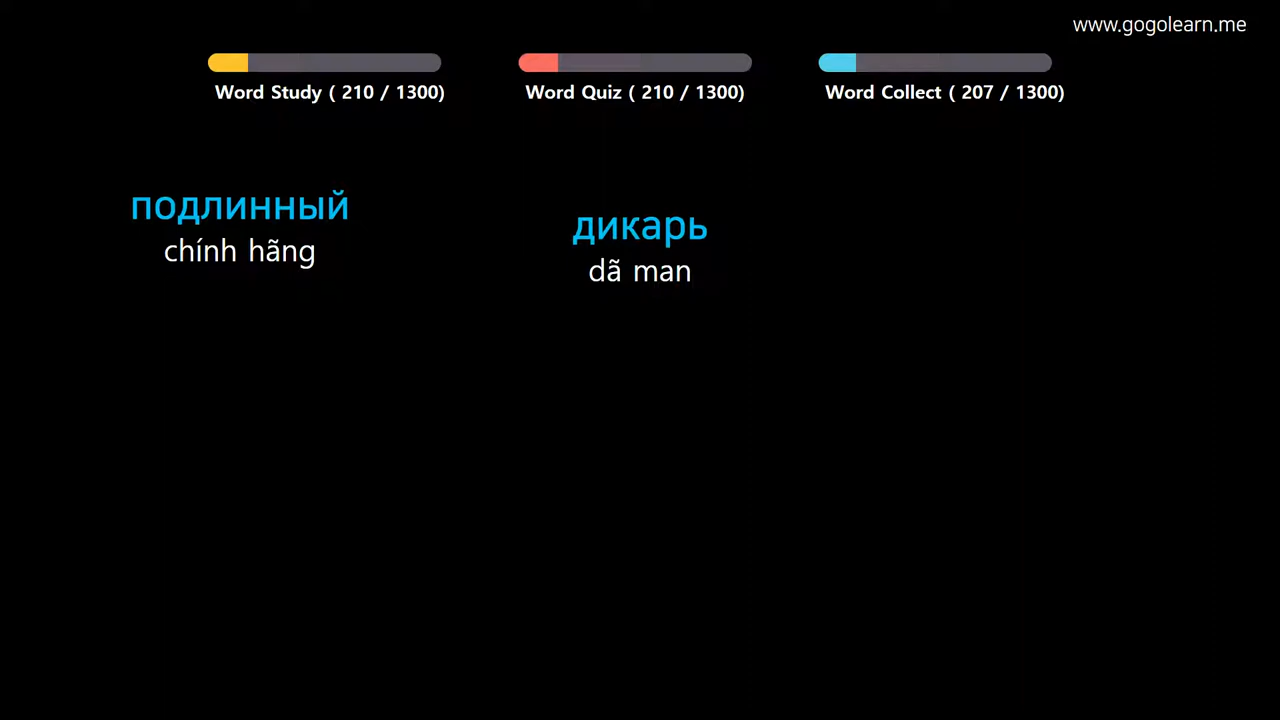 www.gogolearn.me
Word Study ( 210 / 1300)
Word Quiz ( 210 / 1300)
Word Collect ( 207 / 1300)
подлинный
chính hãng
дикарь
dã man